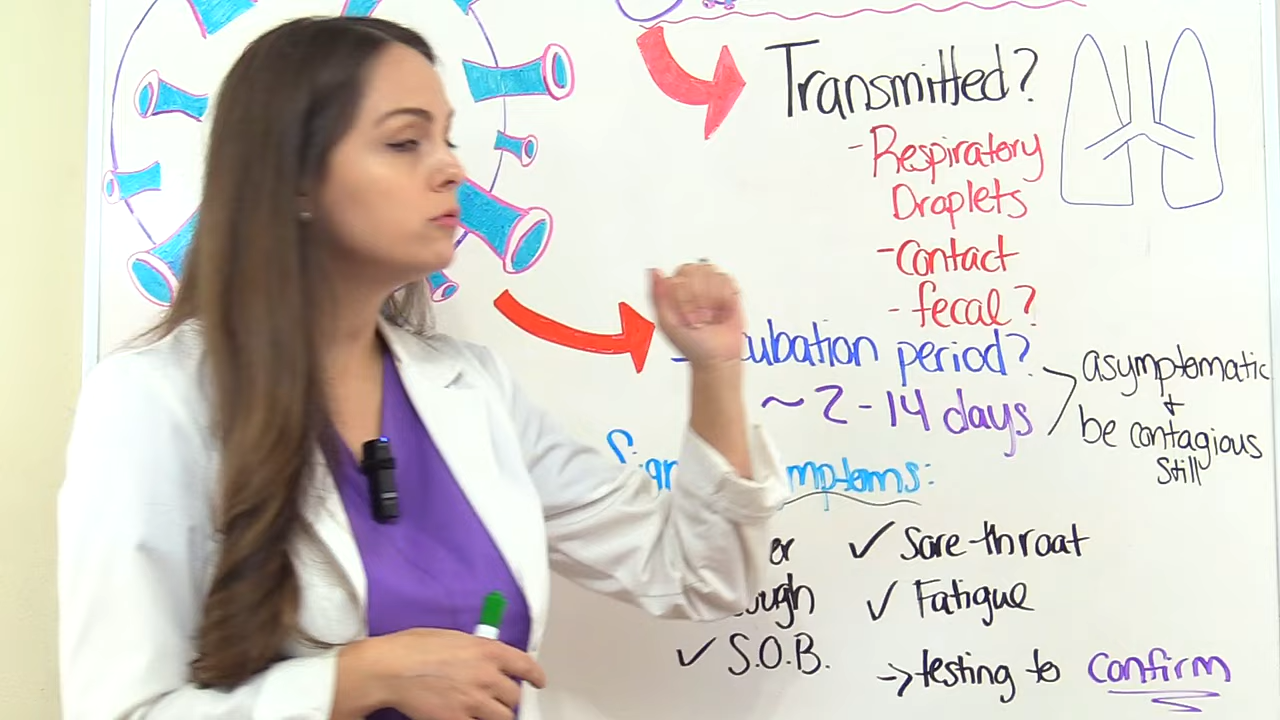 Transmitted?
- Respiratory
Droplets
- Contact
- fecal?
period?
~ 2-14 days
asymptomatic
+
be contagious
still
✓ Sore throat
✓ Fatigue
✓ S.O.B.
→ testing to confirm